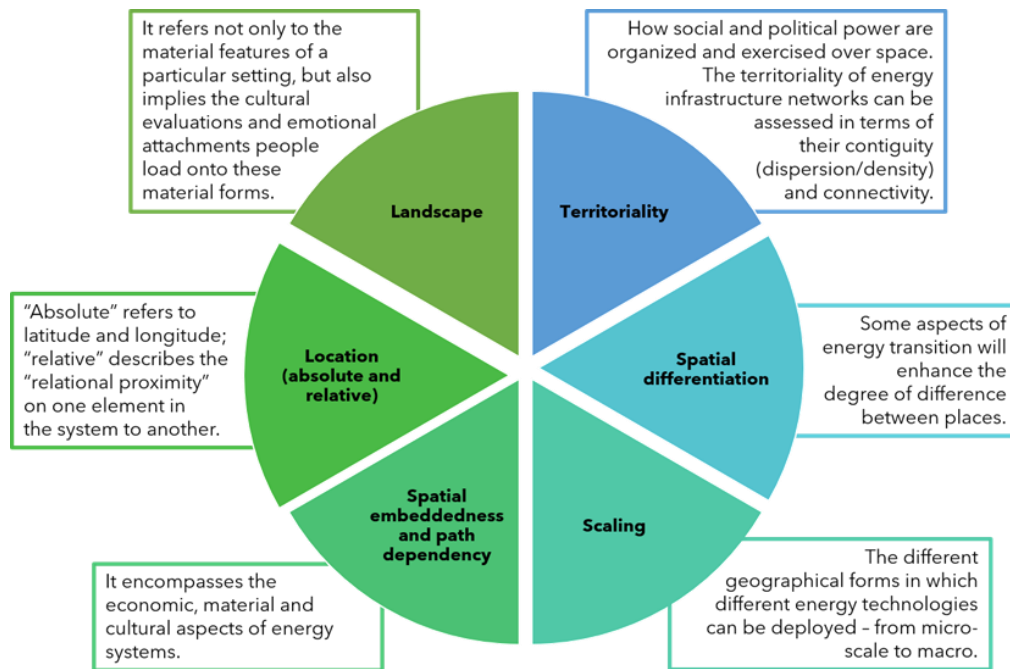 It refers not only to the
material features of a
particular setting, but also
implies the cultural
evaluations and emotional
attachments people
load onto these
material forms.
How social and political power are
organized and exercised over space.
The territoriality of energy
infrastructure networks can be
assessed in terms of
their contiguity
(dispersion/density)
and connectivity.
Landscape
Territoriality
“Absolute” refers to
latitude and longitude;
“relative” describes the
“relational proximity”
on one element in
the system to another.
Location
(absolute and
relative)
Spatial
differentiation
Some aspects of
energy transition will
enhance the
degree of difference
between places.
Spatial
embeddedness
and path
dependency
Scaling
It encompasses the
economic, material and
cultural aspects of energy
systems.
The different
geographical forms in which
different energy technologies
can be deployed – from micro-
scale to macro.